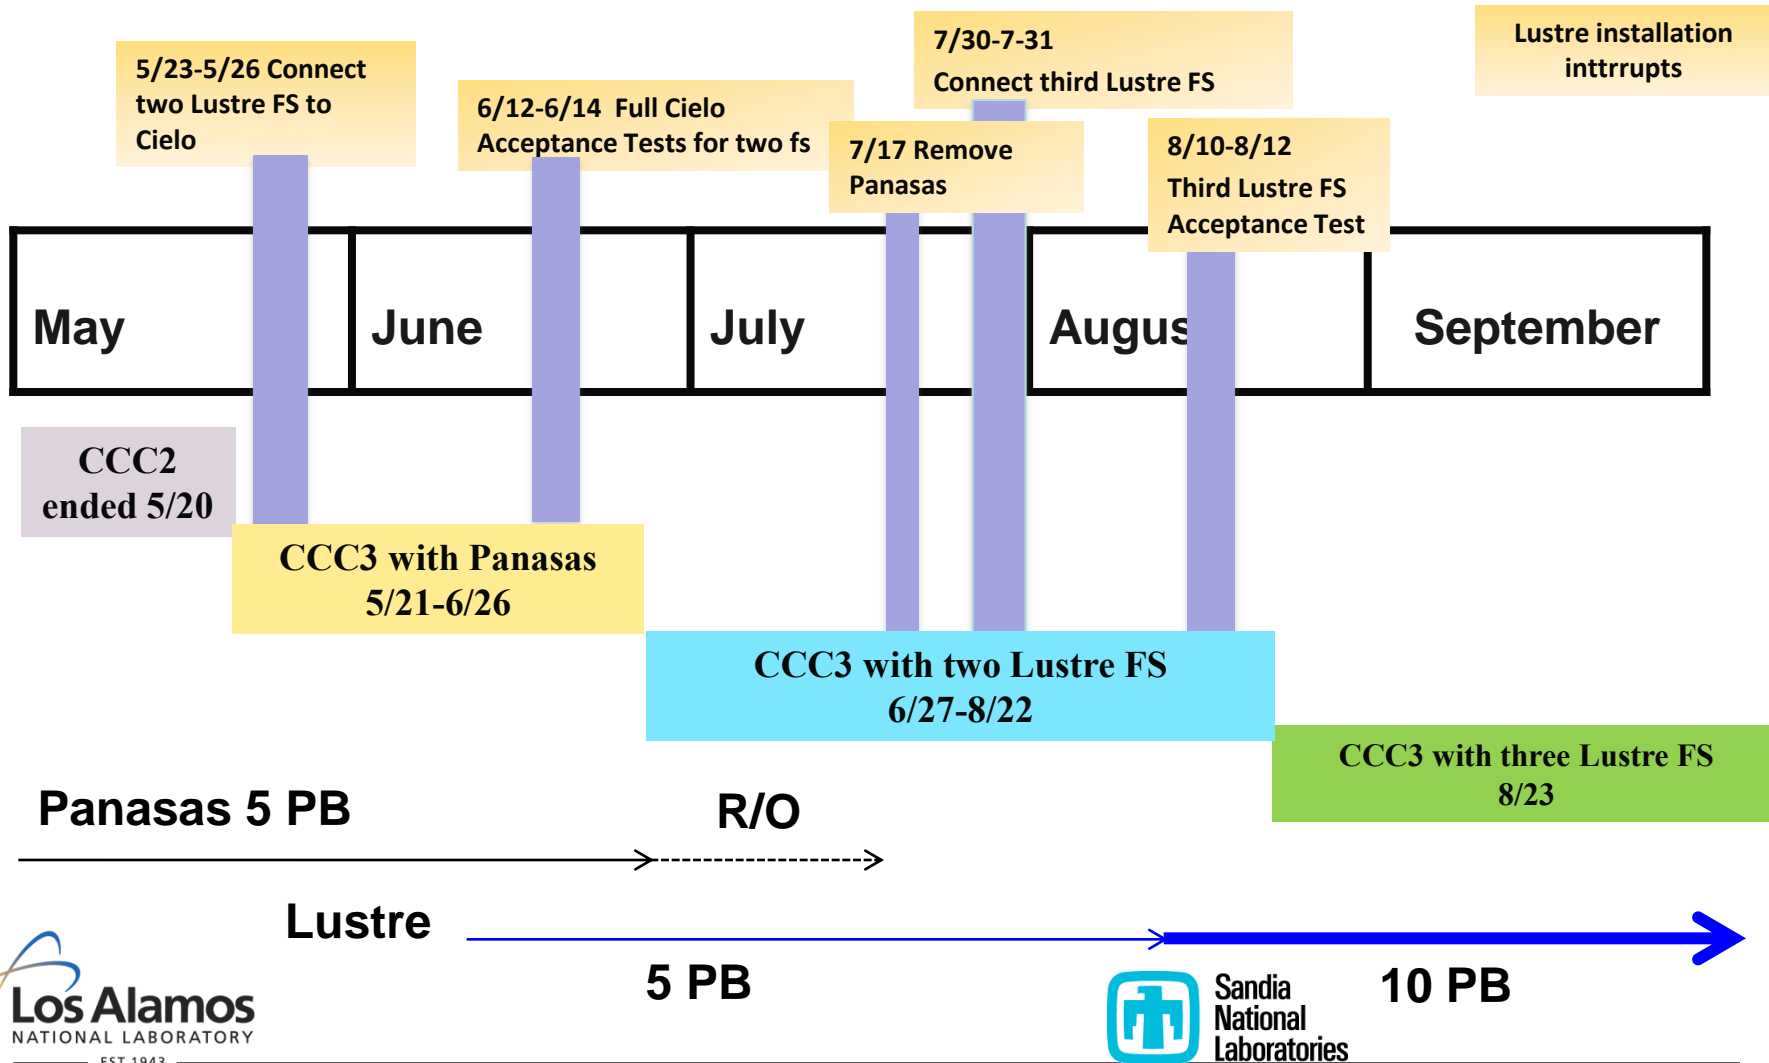 5/23-5/26 Connect
two Lustre FS to
Cielo
6/12-6/14  Full Cielo
Acceptance Tests for two fs
7/30-7-31
Connect third Lustre FS
7/17 Remove
Panasas
8/10-8/12
Third Lustre FS
Acceptance Test
Lustre installation
inttrrupts
May
June
July
Augus
September
CCC2
ended 5/20
CCC3 with Panasas
5/21-6/26
CCC3 with two Lustre FS
6/27-8/22
CCC3 with three Lustre FS
8/23
Panasas 5 PB
R/O
Lustre
5 PB
10 PB
Los Alamos
NATIONAL LABORATORY
EST.1943
Sandia
National
Laboratories